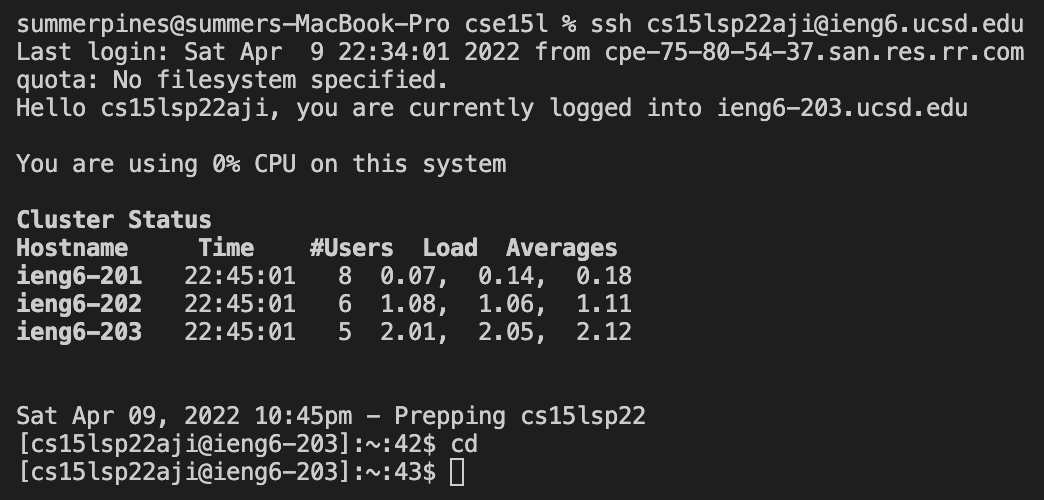 summerpines@summers-MacBook-Pro cse15l % ssh cs15lsp22aji@ieng6.ucsd.edu
Last login: Sat Apr  9 22:34:01 2022 from cpe-75-80-54-37.san.res.rr.com
quota: No filesystem specified.
Hello cs15lsp22aji, you are currently logged into ieng6-203.ucsd.edu
You are using 0% CPU on this system
Cluster Status
Hostname     Time    #Users  Load  Averages
ieng6-201   22:45:01   8  0.07,  0.14,  0.18
ieng6-202   22:45:01   6  1.08,  1.06,  1.11
ieng6-203   22:45:01   5  2.01,  2.05,  2.12
Sat Apr 09, 2022 10:45pm - Prepping cs15lsp22
[cs15lsp22aji@ieng6-203]:~:42$ cd
[cs15lsp22aji@ieng6-203]:~:43$